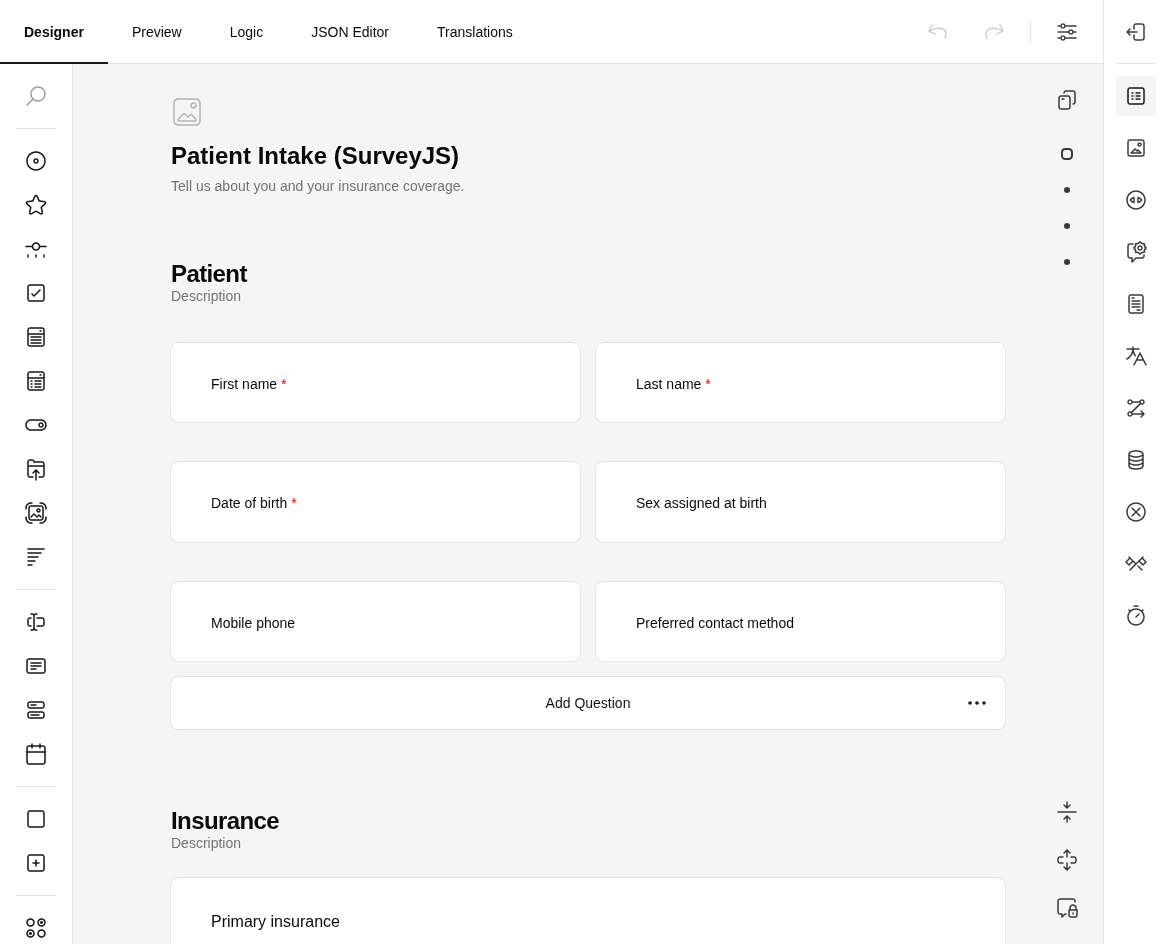 Designer
Preview
Logic
JSON Editor
Translations
Patient Intake (SurveyJS)
Tell us about you and your insurance coverage.
Patient
Description
First name *
Last name *
Date of birth *
Sex assigned at birth
Mobile phone
Preferred contact method
Add Question
Insurance
Description
Primary insurance